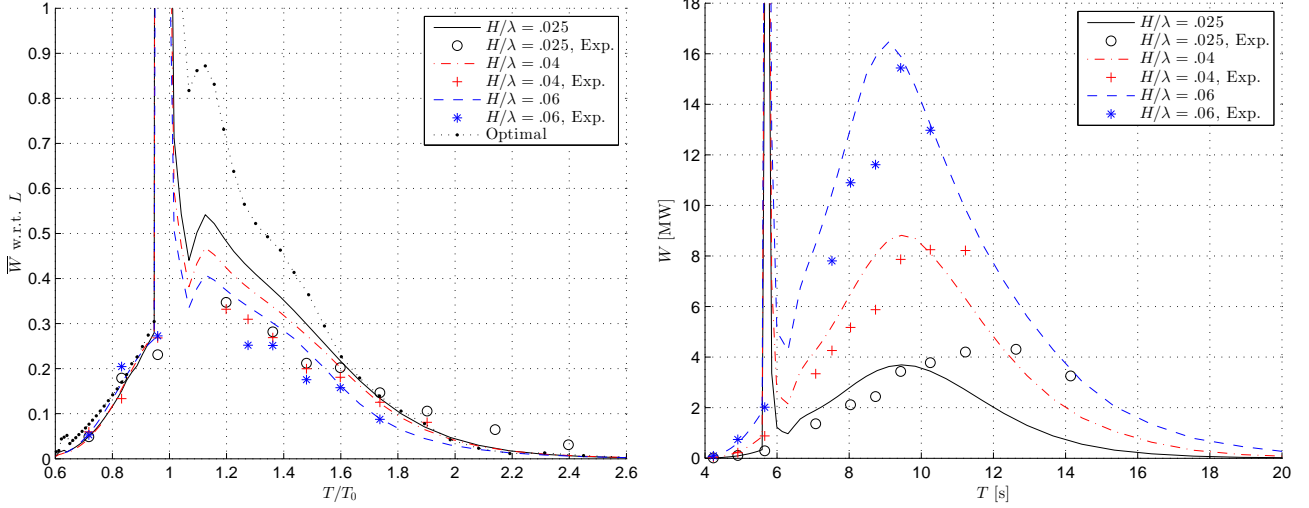 1
0.9
0.8
0.7
0.6
0.5
0.4
0.3
0.2
0.1
0
W̅ w.r.t. L
0.6 0.8 1 1.2 1.4 1.6 1.8 2 2.2 2.4 2.6
T/T₀
H/λ = .025
H/λ = .025, Exp.
H/λ = .04
H/λ = .04, Exp.
H/λ = .06
H/λ = .06, Exp.
Optimal
18
16
14
12
10
8
6
4
2
0
W [MW]
4 6 8 10 12 14 16 18 20
T [s]
H/λ = .025
H/λ = .025, Exp.
H/λ = .04
H/λ = .04, Exp.
H/λ = .06
H/λ = .06, Exp.